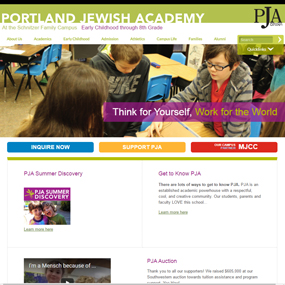 PORTLAND JEWISH ACADEMY
PJA
At the Schnitzer Family Campus Early Childhood through 8th Grade
About Us Academics Early Childhood Admission Athletics Campus Life Families Alumni
Search
Quicklinks
Think for Yourself, Work for the World
INQUIRE NOW
SUPPORT PJA
OUR CAMPUS PARTNER MJCC
PJA Summer Discovery
PJA SUMMER
DISCOVERY
Learn more here
Get to Know PJA
There are lots of ways to get to know PJA. PJA is an
established academic powerhouse with a respectful,
cool, and creative community. Our students, parents and
faculty LOVE this school.
Learn more here
I'm a Mensch because of ...
PJA Auction
Thank you to all our supporters! We raised $600,000 at our
Southwestern auction towards tuition assistance and program